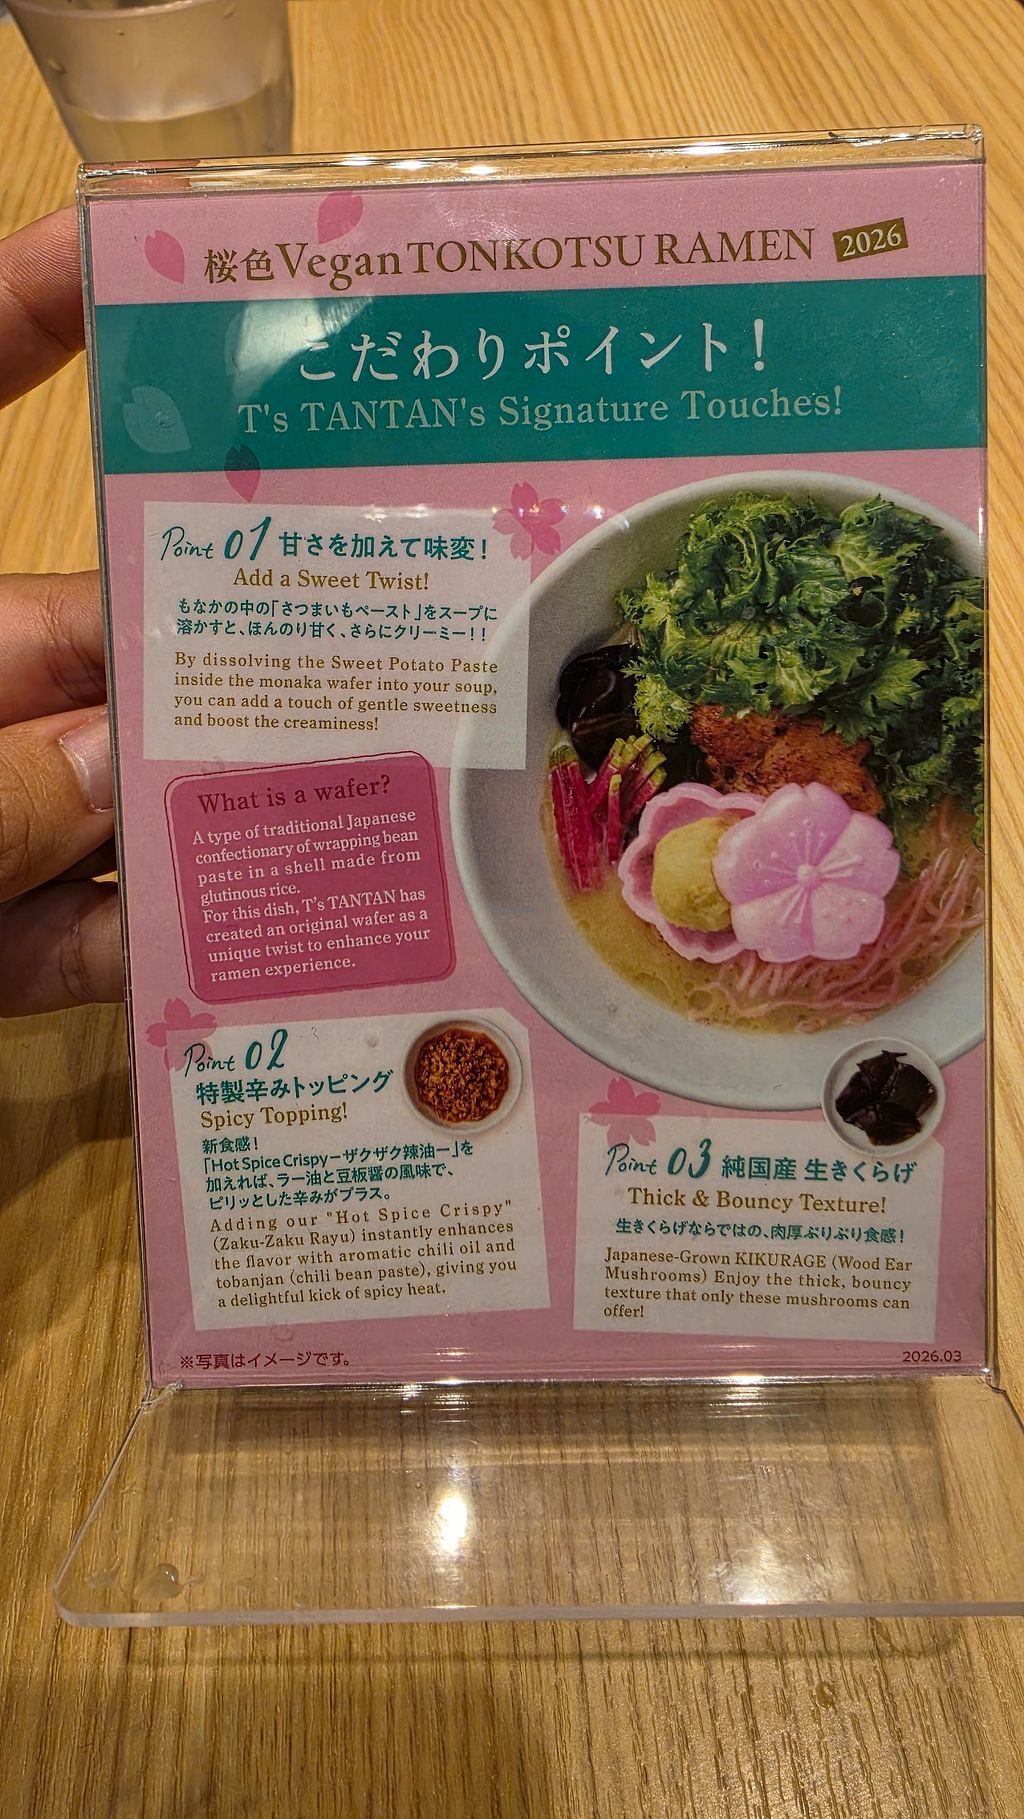 桜色Vegan TONKOTSU RAMEN 2026
こだわりポイント！
T's TANTAN's Signature Touches!
Point 01 甘さを加えて味変！
Add a Sweet Twist!
もなかの中の「さつまいもペースト」をスープに
溶かすと、ほんのり甘く、さらにクリーミー！！
By dissolving the Sweet Potato Paste
inside the monaka wafer into your soup,
you can add a touch of gentle sweetness
and boost the creaminess!
What is a wafer?
A type of traditional Japanese
confectionary of wrapping bean
paste in a shell made from
glutinous rice.
For this dish, T's TANTAN has
created an original wafer as a
unique twist to enhance your
ramen experience.
Point 02
特製辛みトッピング
Spicy Topping!
新食感！
「Hot Spice Crispy－ザクザク辣油－」を
加えれば、ラー油と豆板醤の風味で、
ピリッとした辛みがプラス。
Adding our "Hot Spice Crispy"
(Zaku-Zaku Rayu) instantly enhances
the flavor with aromatic chili oil and
tobanjan (chili bean paste), giving you
a delightful kick of spicy heat.
Point 03 純国産 生きくらげ
Thick & Bouncy Texture!
生きくらげならではの、肉厚ぷりぷり食感！
Japanese-Grown KIKURAGE (Wood Ear
Mushrooms) Enjoy the thick, bouncy
texture that only these mushrooms can
offer!
※写真はイメージです。
2026.03